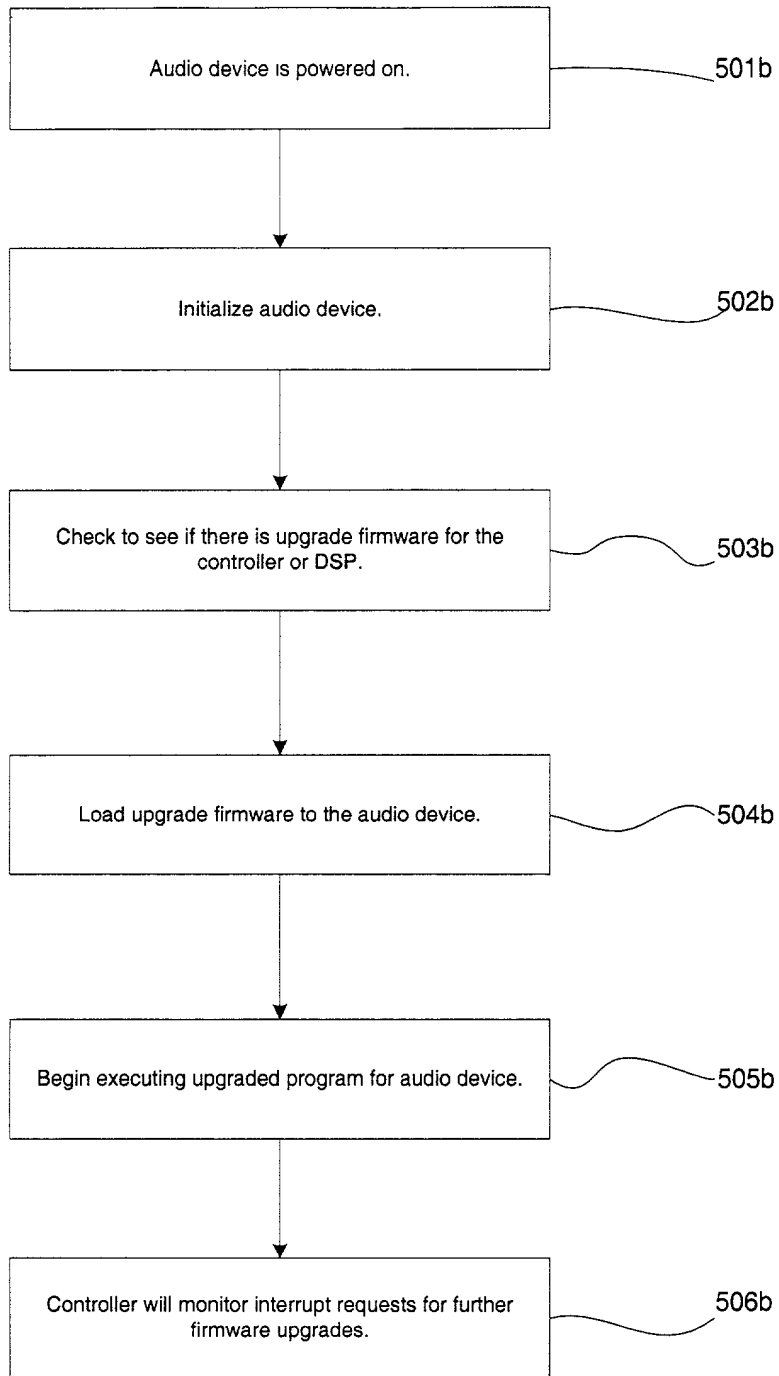 Audio device is powered on.
501b
Initialize audio device.
502b
Check to see if there is upgrade firmware for the
controller or DSP.
503b
Load upgrade firmware to the audio device.
504b
Begin executing upgraded program for audio device.
505b
Controller will monitor interrupt requests for further
firmware upgrades.
506b